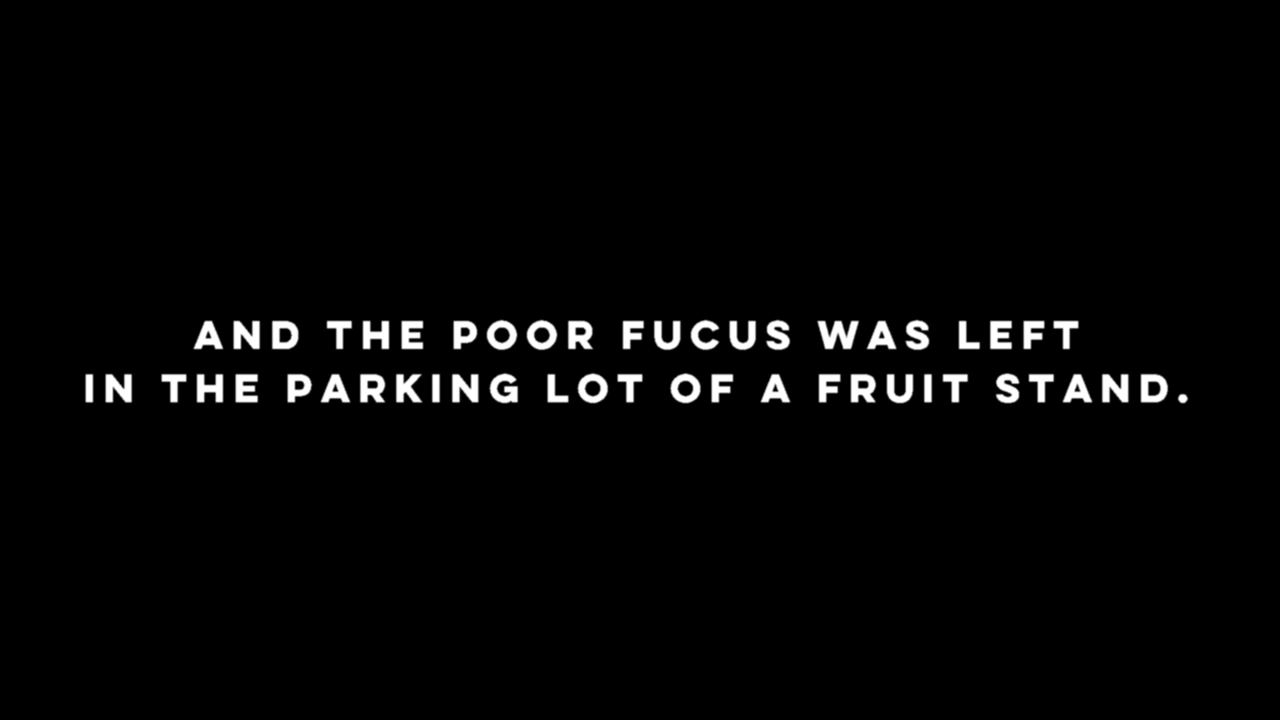 AND THE POOR FUCUS WAS LEFT
IN THE PARKING LOT OF A FRUIT STAND.